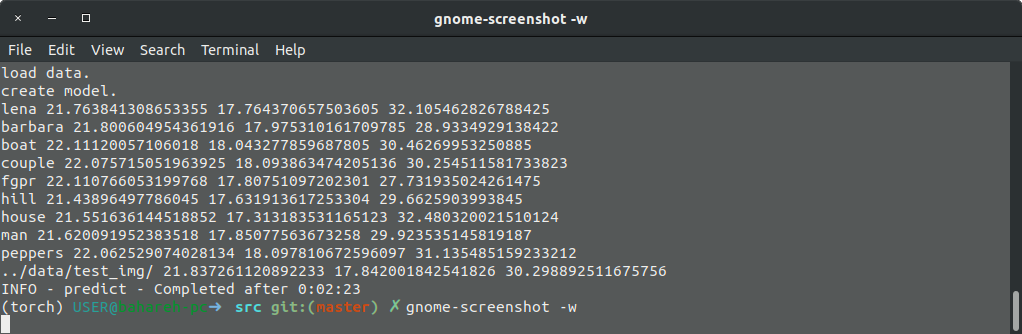 gnome-screenshot -w
File Edit View Search Terminal Help
load data.
create model.
lena 21.763841308653355 17.764370657503605 32.105462826788425
barbara 21.800604954361916 17.975310161709785 28.9334929138422
boat 22.11120057106018 18.043277859687805 30.46269953250885
couple 22.075715051963925 18.093863474205136 30.254511581733823
fgpr 22.110766053199768 17.80751097202301 27.731935024261475
hill 21.43896497786045 17.631913617253304 29.6625903993845
house 21.551636144518852 17.313183531165123 32.480320021510124
man 21.620091952383518 17.85077563673258 29.923535145819187
peppers 22.062529074028134 18.097810672596097 31.135485159233212
../data/test_img/ 21.837261120892233 17.842001842541826 30.298892511675756
INFO - predict - Completed after 0:02:23
(torch) USER@bahareh-pc➜ src git:(master) ✗ gnome-screenshot -w